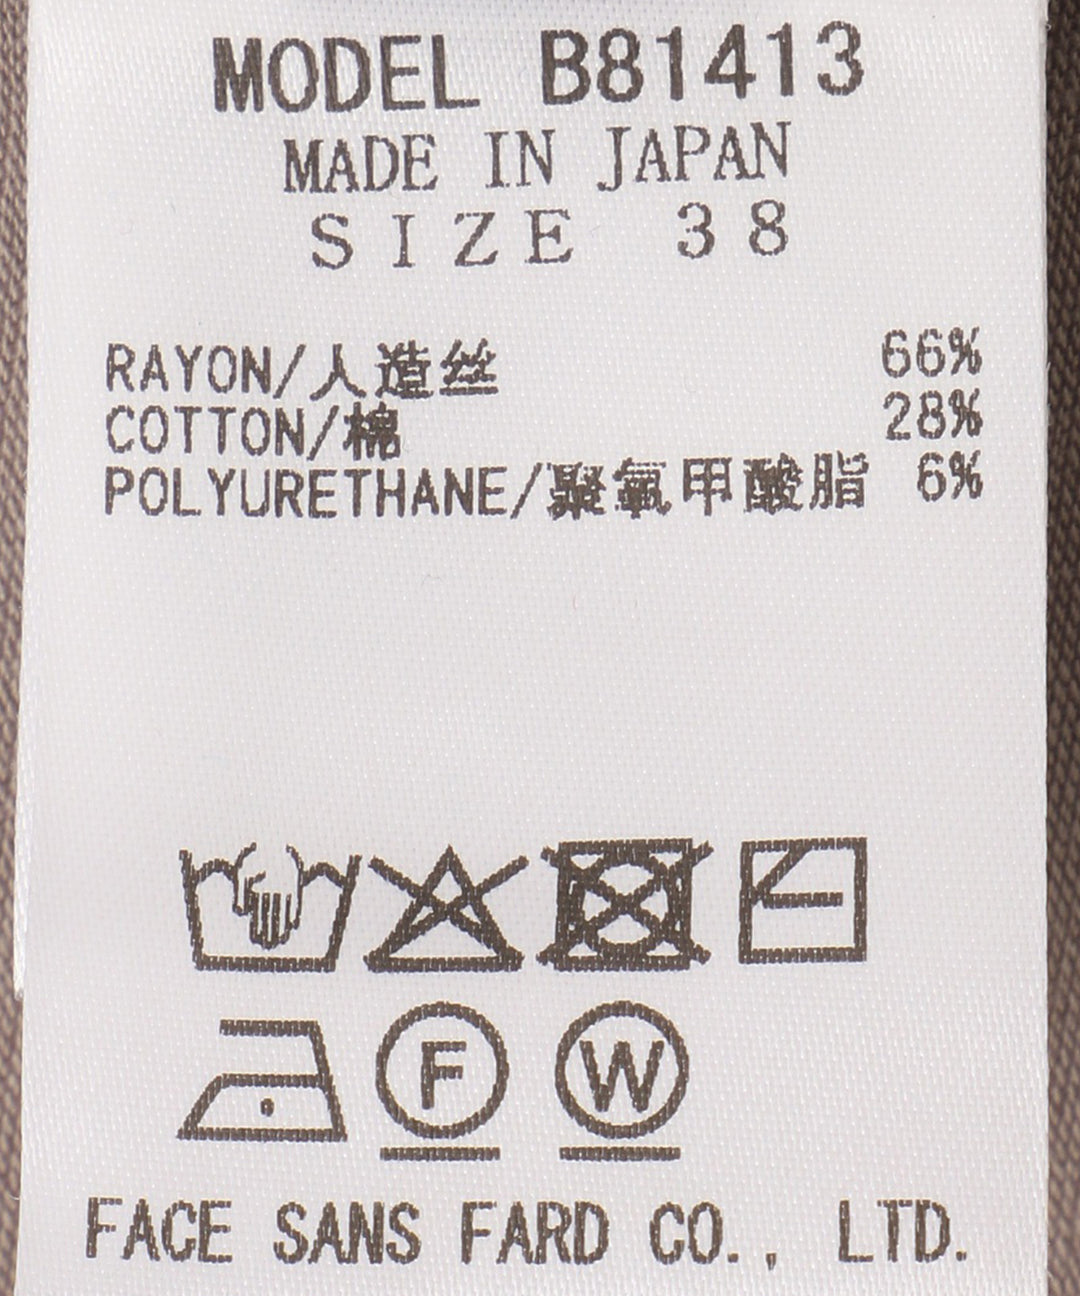 MODEL B81413
MADE IN JAPAN
SIZE 38
RAYON/人造丝 66%
COTTON/棉 28%
POLYURETHANE/聚氧甲酸脂 6%
F W
FACE SANS FARD CO., LTD.